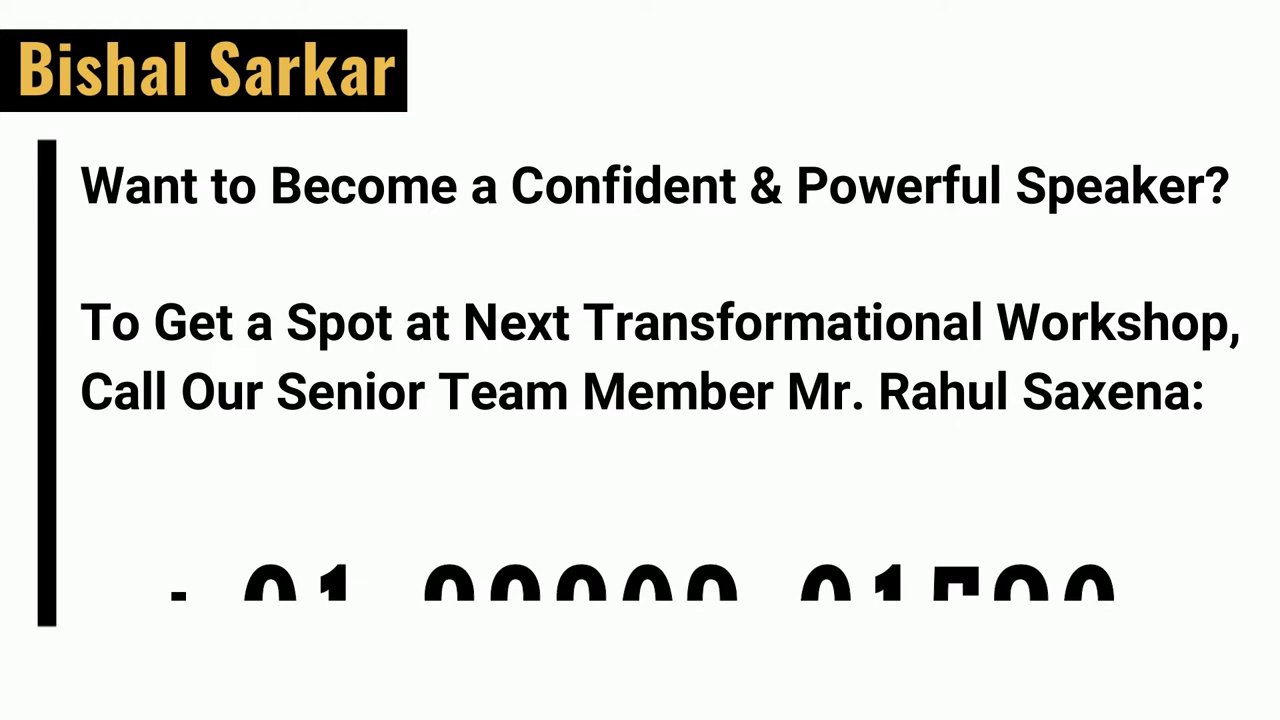 Bishal Sarkar
Want to Become a Confident & Powerful Speaker?
To Get a Spot at Next Transformational Workshop,
Call Our Senior Team Member Mr. Rahul Saxena: